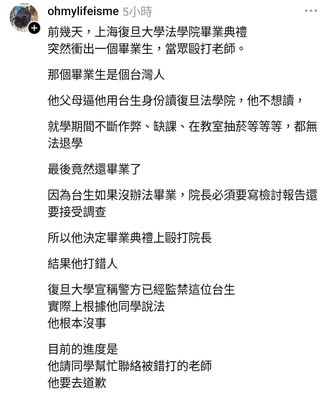 ohmylifeisme 5小時
前幾天，上海復旦大學法學院畢業典禮
突然衝出一個畢業生，當眾毆打老師。
那個畢業生是個台灣人
他父母逼他用台生身份讀復旦法學院，他不想讀，
就學期間不斷作弊、缺課、在教室抽菸等等等，都無
法退學
最後竟然還畢業了
因為台生如果沒辦法畢業，院長必須要寫檢討報告還
要接受調查
所以他決定畢業典禮上毆打院長
結果他打錯人
復旦大學宣稱警方已經監禁這位台生
實際上根據他同學說法
他根本沒事
目前的進度是
他請同學幫忙聯絡被錯打的老師
他要去道歉